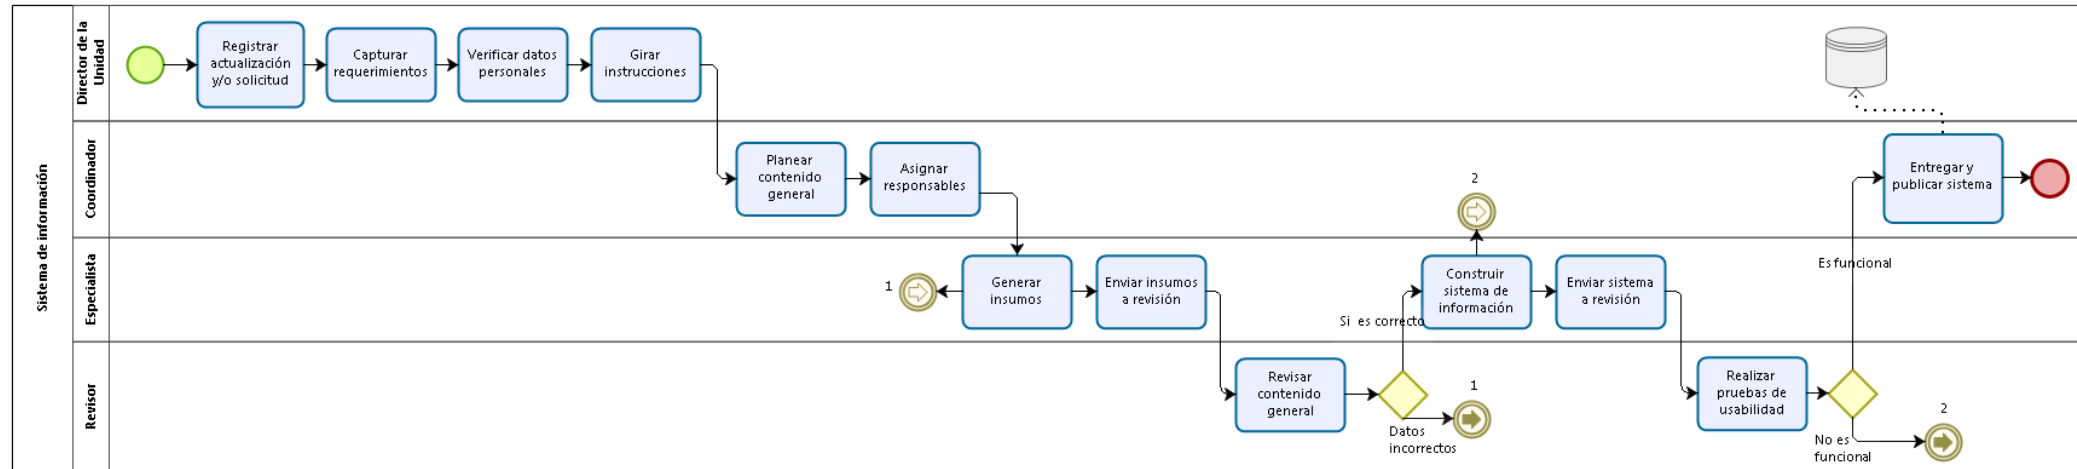 Sistema de información
Director de la
Unidad
Registrar
actualización
y/o solicitud
Capturar
requerimientos
Verificar datos
personales
Girar
instrucciones
Coordinador
Planear
contenido
general
Asignar
responsables
2
Entregar y
publicar sistema
Especialista
1
Generar
insumos
Enviar insumos
a revisión
Si es correcto
Construir
sistema de
información
Enviar sistema
a revisión
Es funcional
Revisor
Revisar
contenido
general
Datos
incorrectos
1
Realizar
pruebas de
usabilidad
No es
funcional
2